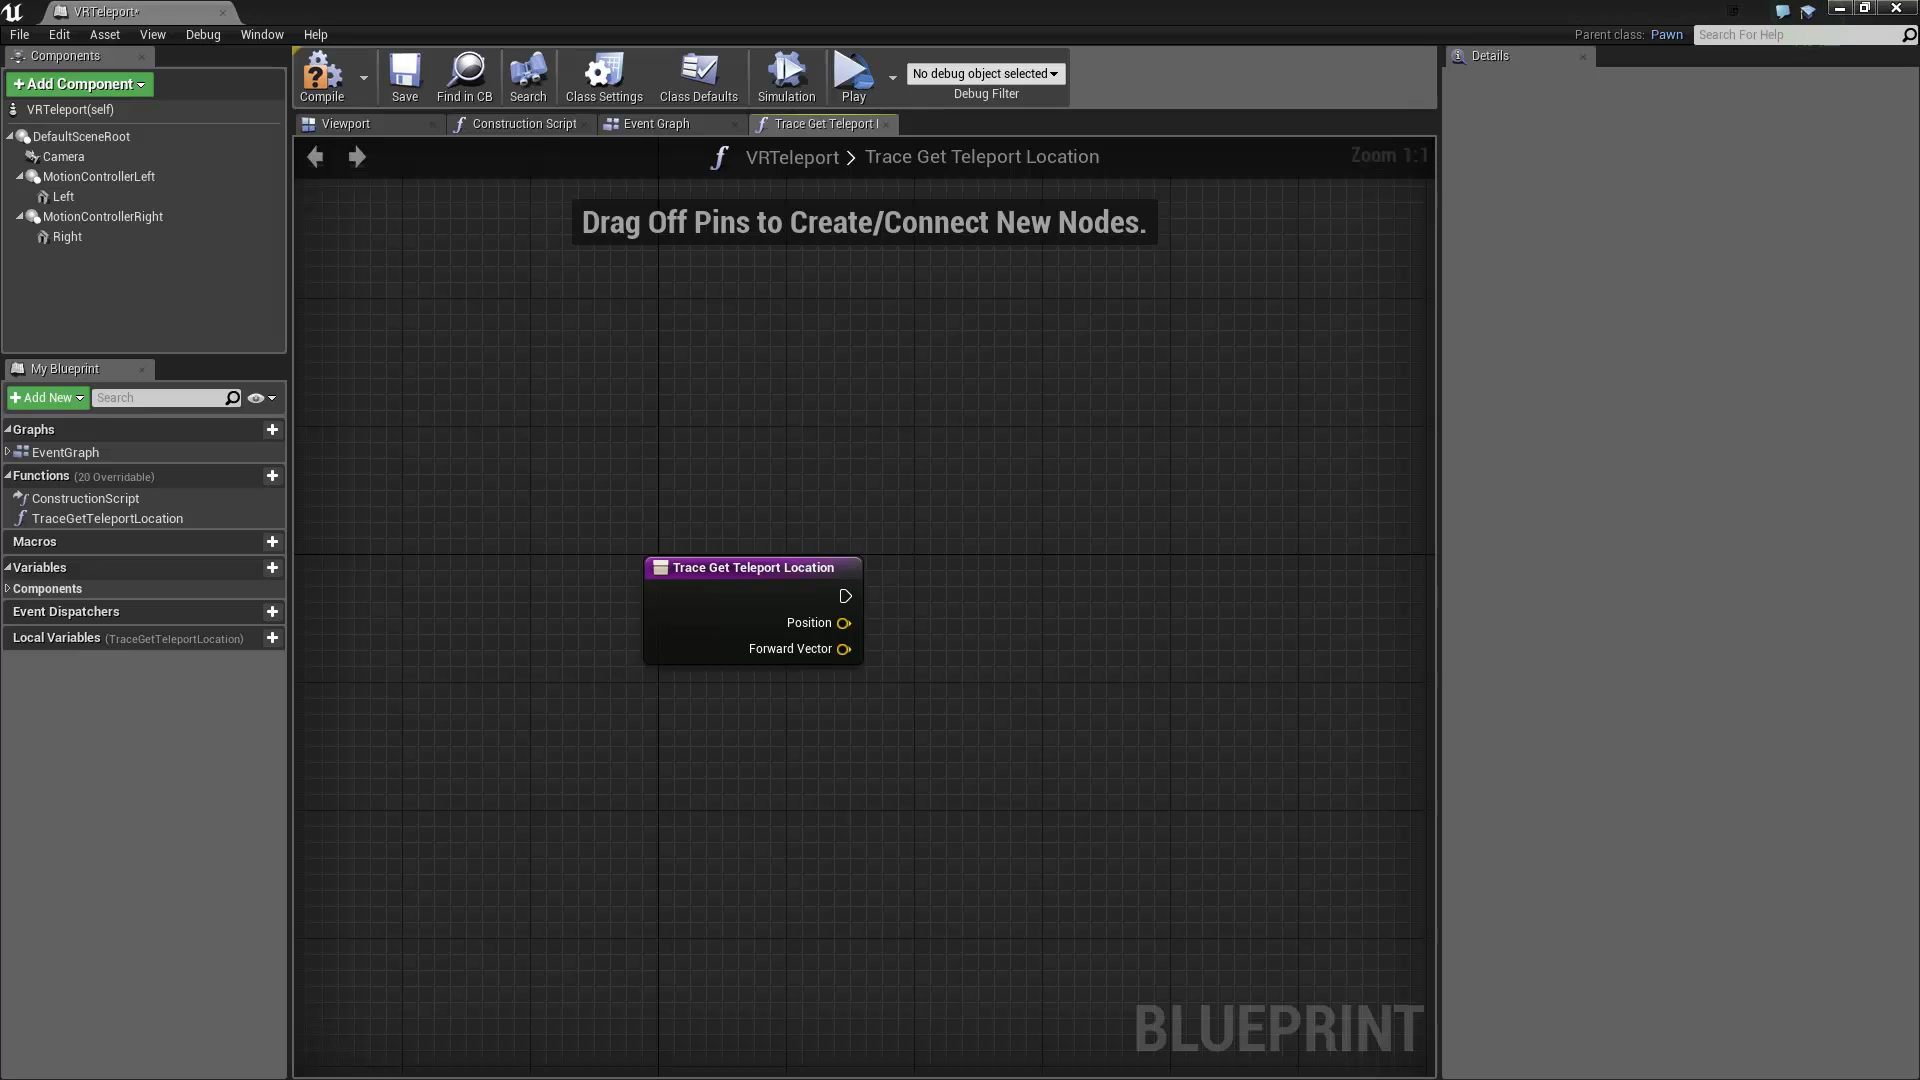 VRTeleport*
File Edit Asset View Debug Window Help
Parent class: Pawn
Search For Help
Components
+Add Component
VRTeleport(self)
DefaultSceneRoot
Camera
MotionControllerLeft
Left
MotionControllerRight
Right
Compile
Save
Find in CB
Search
Class Settings
Class Defaults
Simulation
Play
No debug object selected
Debug Filter
Details
Viewport
Construction Script
Event Graph
Trace Get Teleport l
VRTeleport > Trace Get Teleport Location
Zoom 1:1
Drag Off Pins to Create/Connect New Nodes.
My Blueprint
+Add New
Search
Graphs
EventGraph
Functions (20 Overridable)
ConstructionScript
TraceGetTeleportLocation
Macros
Variables
Components
Event Dispatchers
Local Variables (TraceGetTeleportLocation)
Trace Get Teleport Location
Position
Forward Vector
BLUEPRINT